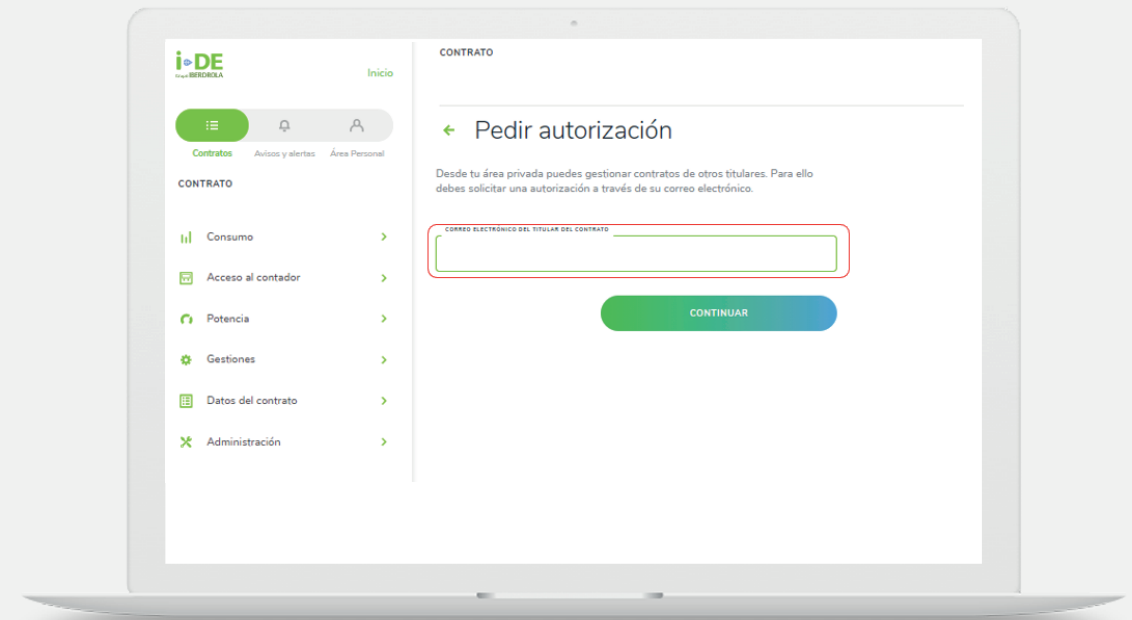 i-DE
Grupo IBERDROLA
Inicio
Contratos
Avisos y alertas
Área Personal
CONTRATO
Consumo
Acceso al contador
Potencia
Gestiones
Datos del contrato
Administración
CONTRATO
Pedir autorización
Desde tu área privada puedes gestionar contratos de otros titulares. Para ello
debes solicitar una autorización a través de su correo electrónico.
CORREO ELECTRÓNICO DEL TITULAR DEL CONTRATO
CONTINUAR